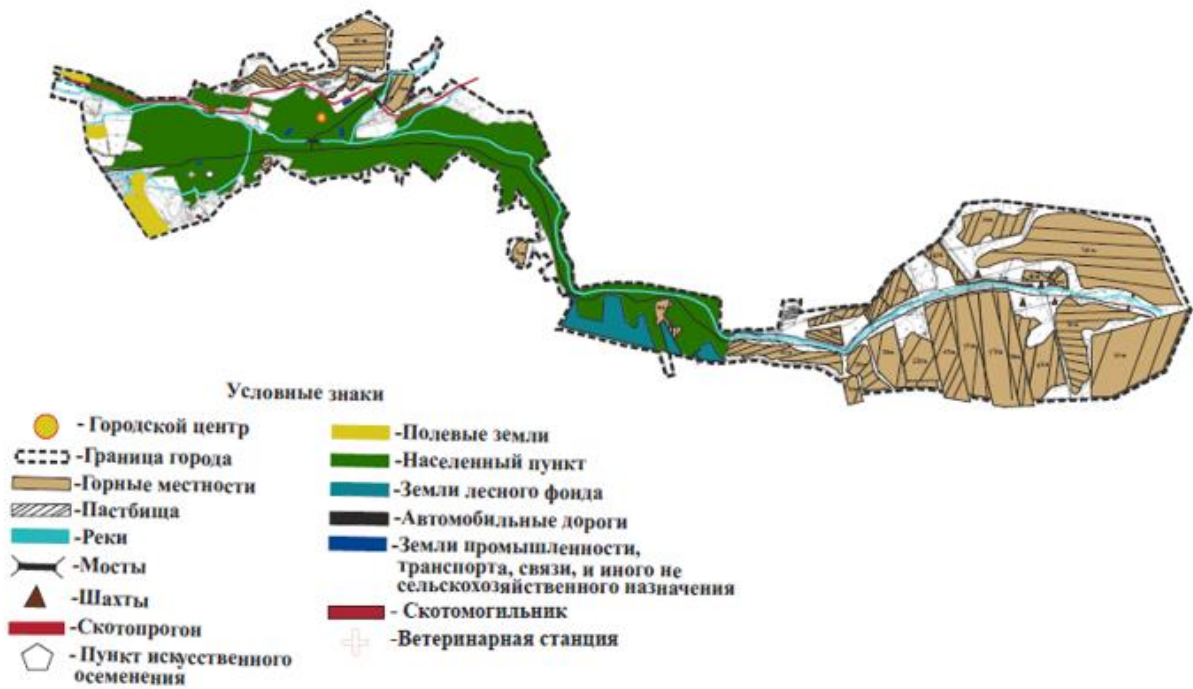 Условные знаки
- Городской центр
-Граница города
-Горные местности
-Пастбища
-Реки
-Мосты
-Шахты
-Скотопрогон
- Пункт искусственного
осеменения
-Полевые земли
-Населенный пункт
-Земли лесного фонда
-Автомобильные дороги
-Земли промышленности,
транспорта, связи, и иного не
сельскохозяйственного назначения
- Скотомогильник
-Ветеринарная станция